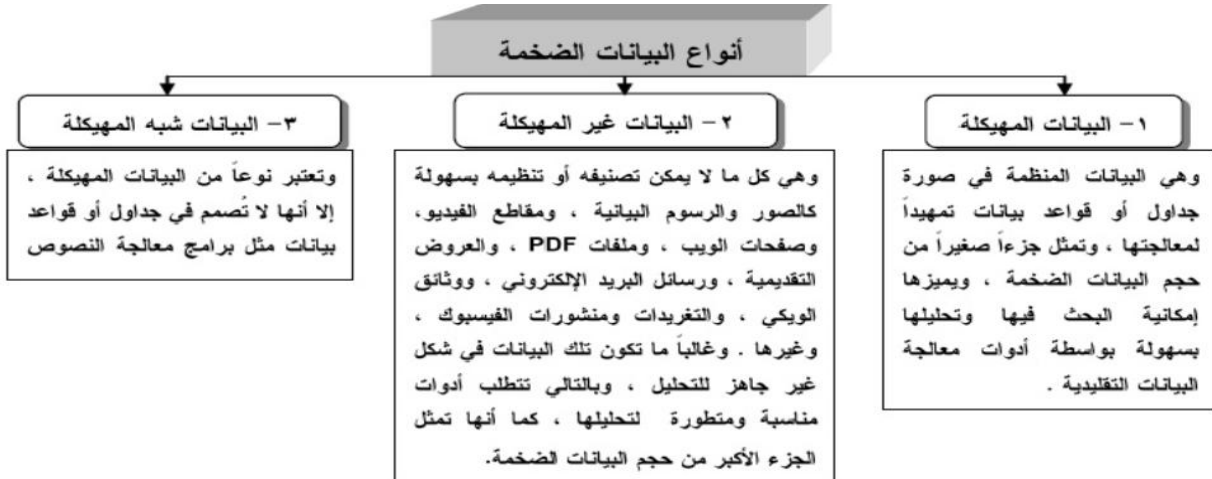 أنواع البيانات الضخمة
١- البيانات المهيكلة
وهي البيانات المنظمة في صورة
جداول أو قواعد بيانات تمهيداً
لمعالجتها ، وتمثل جزءاً صغيراً من
حجم البيانات الضخمة ، ويميزها
إمكانية البحث فيها وتحليلها
بسهولة بواسطة أدوات معالجة
البيانات التقليدية .
٢- البيانات غير المهيكلة
وهي كل ما لا يمكن تصنيفه أو تنظيمه بسهولة
كالصور والرسوم البيانية ، ومقاطع الفيديو،
وصفحات الويب ، وملفات PDF ، والعروض
التقديمية ، ورسائل البريد الإلكتروني ، ووثائق
الويكي ، والتغريدات ومنشورات الفيسبوك ،
وغيرها . وغالباً ما تكون تلك البيانات في شكل
غير جاهز للتحليل ، وبالتالي تتطلب أدوات
مناسبة ومتطورة لتحليلها ، كما أنها تمثل
الجزء الأكبر من حجم البيانات الضخمة.
٣- البيانات شبه المهيكلة
وتعتبر نوعاً من البيانات المهيكلة ،
إلا أنها لا تُصمم في جداول أو قواعد
بيانات مثل برامج معالجة النصوص